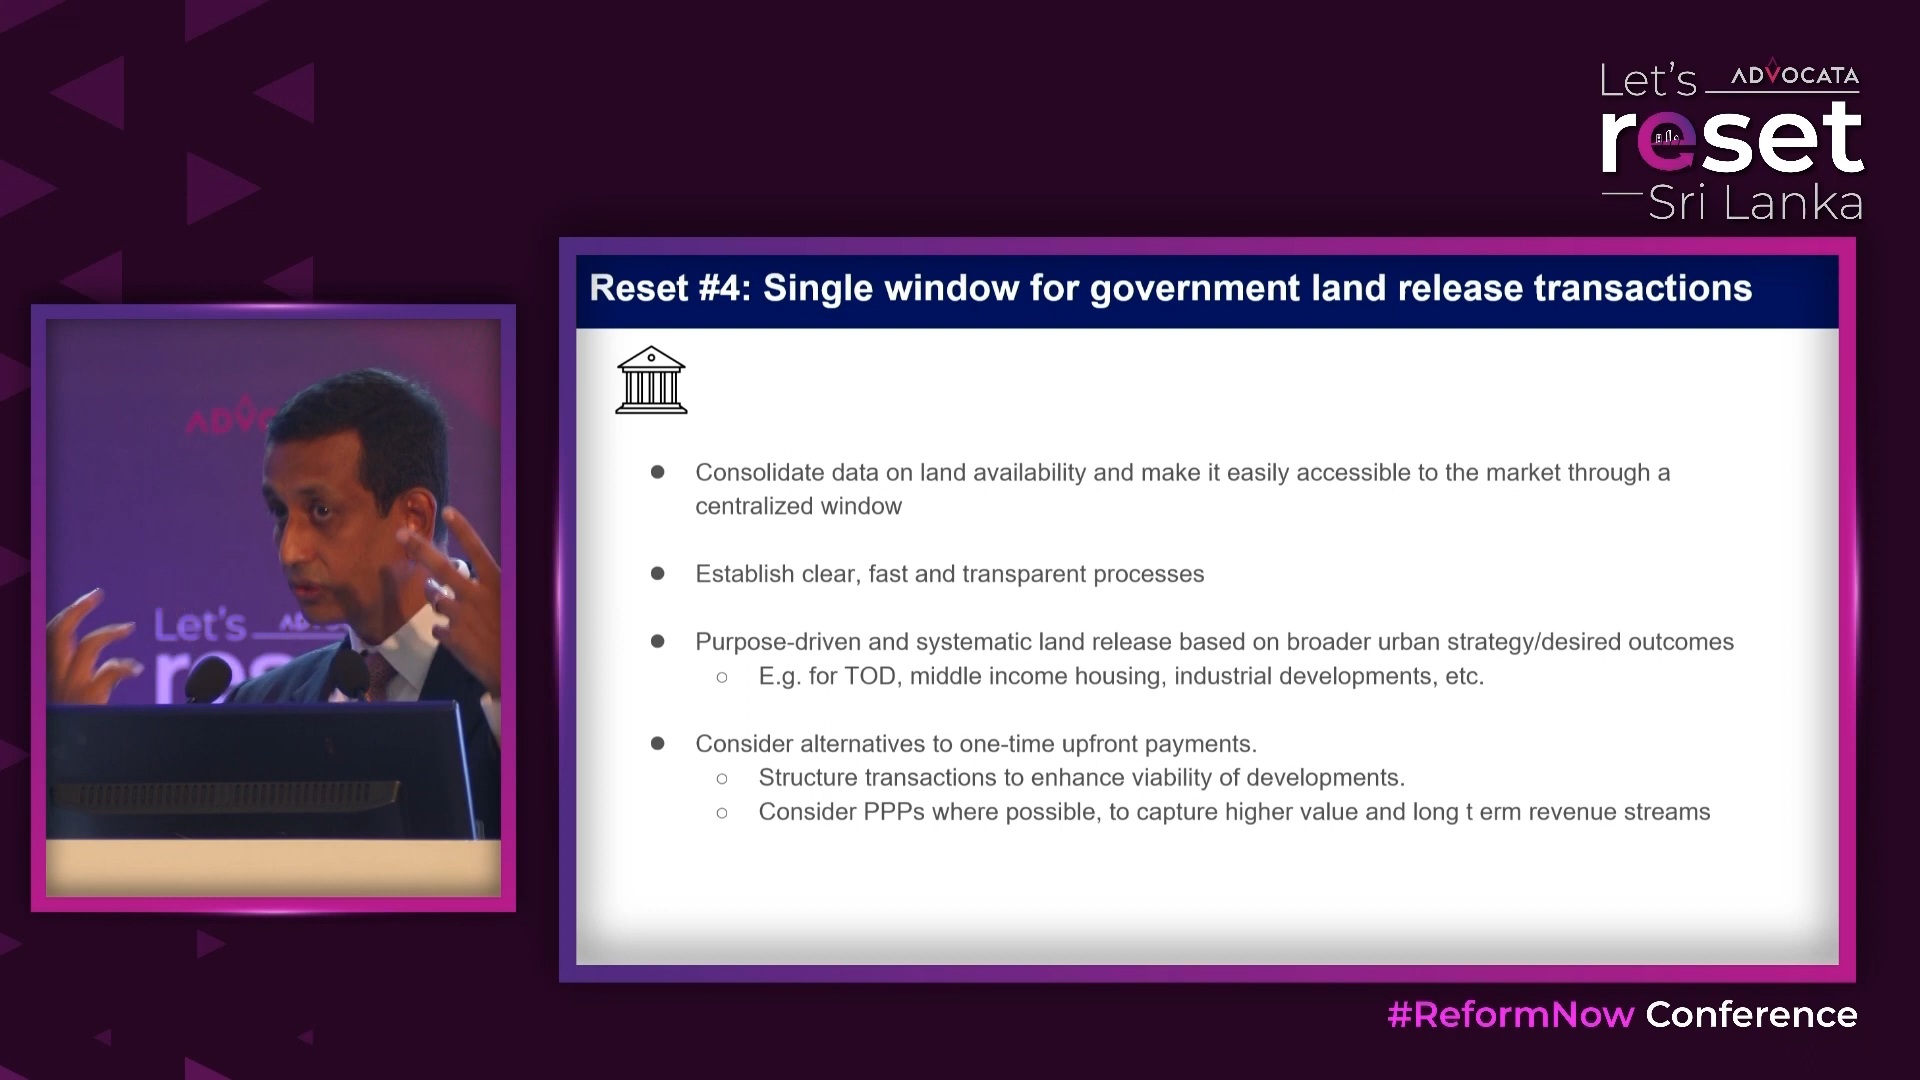 Let's ADVOCATA
reset
Sri Lanka
Reset #4: Single window for government land release transactions
● Consolidate data on land availability and make it easily accessible to the market through a
centralized window
● Establish clear, fast and transparent processes
● Purpose-driven and systematic land release based on broader urban strategy/desired outcomes
○ E.g. for TOD, middle income housing, industrial developments, etc.
● Consider alternatives to one-time upfront payments.
○ Structure transactions to enhance viability of developments.
○ Consider PPPs where possible, to capture higher value and long t erm revenue streams
Let's
#ReformNow Conference